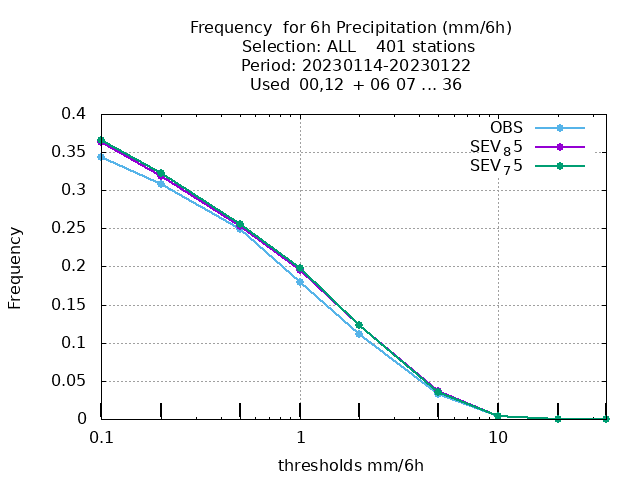 Frequency  for 6h Precipitation (mm/6h)
Selection: ALL    401 stations
Period: 20230114-20230122
Used  00,12  + 06 07 ... 36
OBS
SEV₈5
SEV₇5
0.4
0.35
0.3
0.25
0.2
0.15
0.1
0.05
0
Frequency
0.1 1 10
thresholds mm/6h